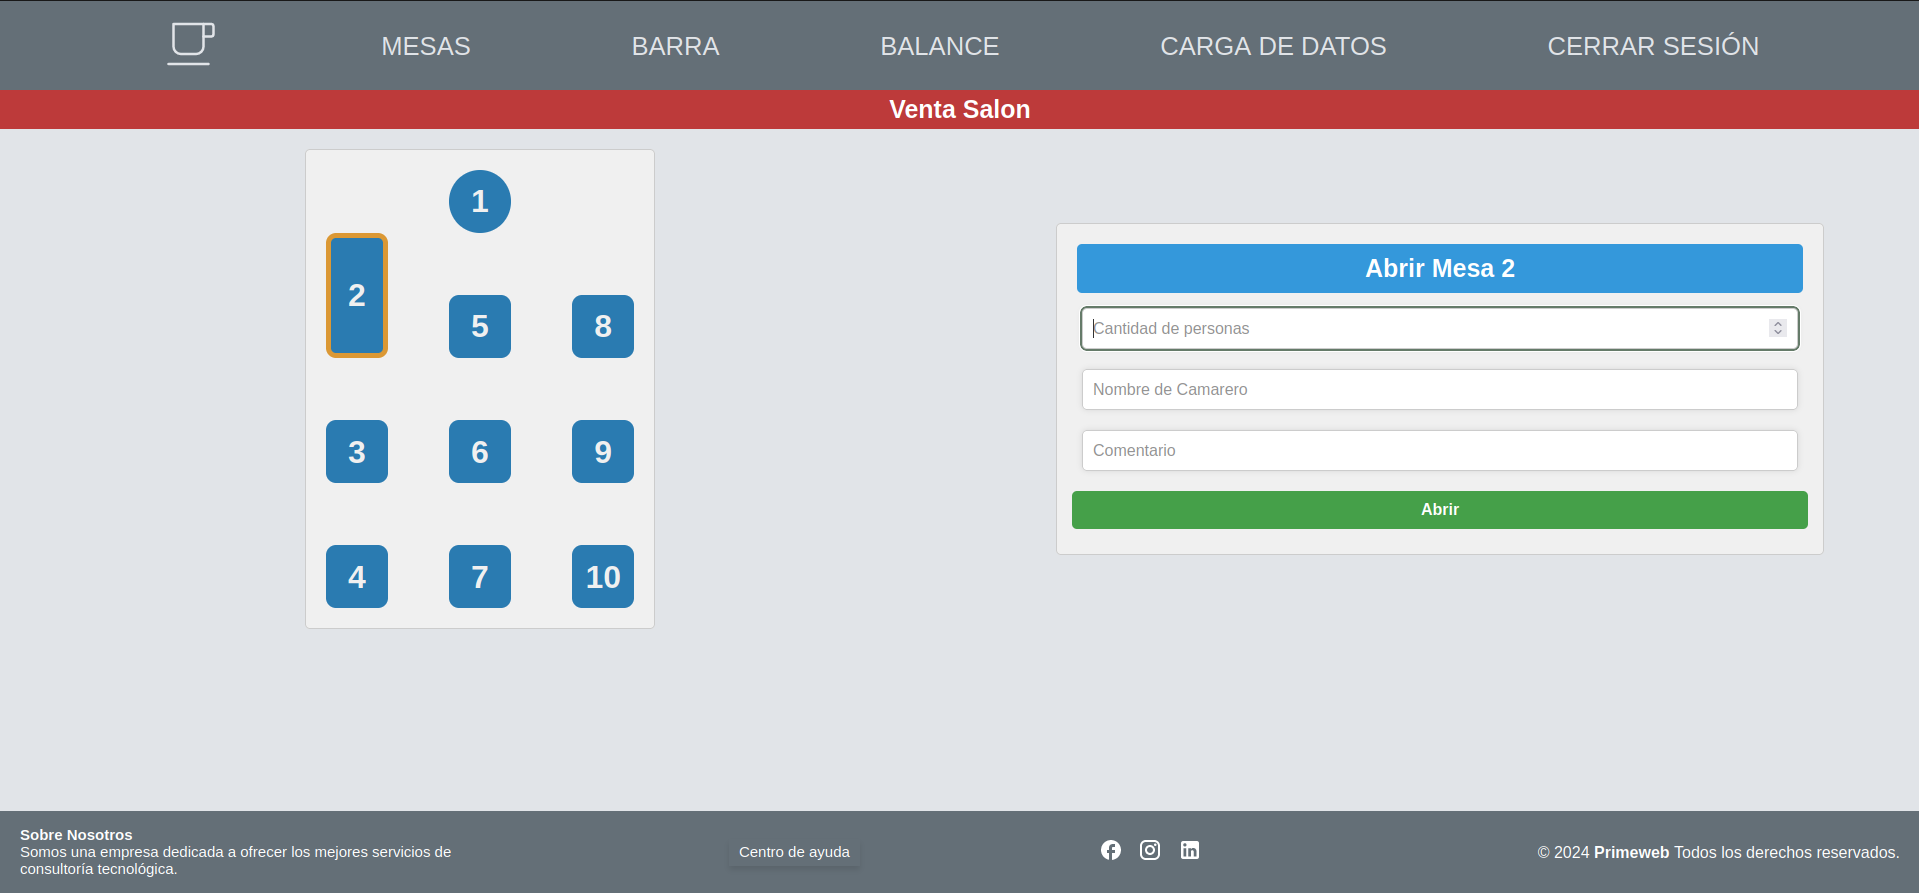 MESAS BARRA BALANCE CARGA DE DATOS CERRAR SESIÓN
Venta Salon
1
2
5 8
3 6 9
4 7 10
Abrir Mesa 2
Cantidad de personas
Nombre de Camarero
Comentario
Abrir
Sobre Nosotros
Somos una empresa dedicada a ofrecer los mejores servicios de
consultoría tecnológica.
Centro de ayuda
© 2024 Primeweb Todos los derechos reservados.